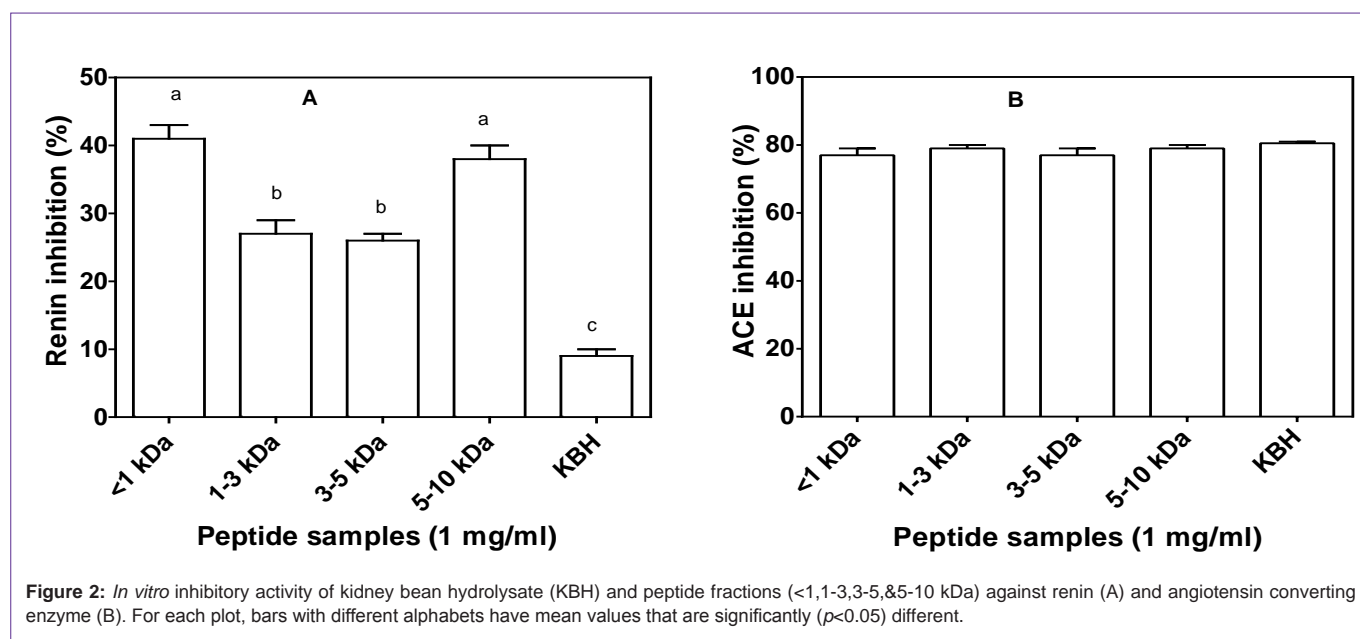 A
Renin inhibition (%)
50
40
30
20
10
0
a
b
b
a
c
<1 kDa
1-3 kDa
3-5 kDa
5-10 kDa
KBH
Peptide samples (1 mg/ml)
B
ACE inhibition (%)
100
80
60
40
20
0
<1 kDa
1-3 kDa
3-5 kDa
5-10 kDa
KBH
Peptide samples (1 mg/ml)
Figure 2: In vitro inhibitory activity of kidney bean hydrolysate (KBH) and peptide fractions (<1,1-3,3-5,&5-10 kDa) against renin (A) and angiotensin converting
enzyme (B). For each plot, bars with different alphabets have mean values that are significantly (p<0.05) different.